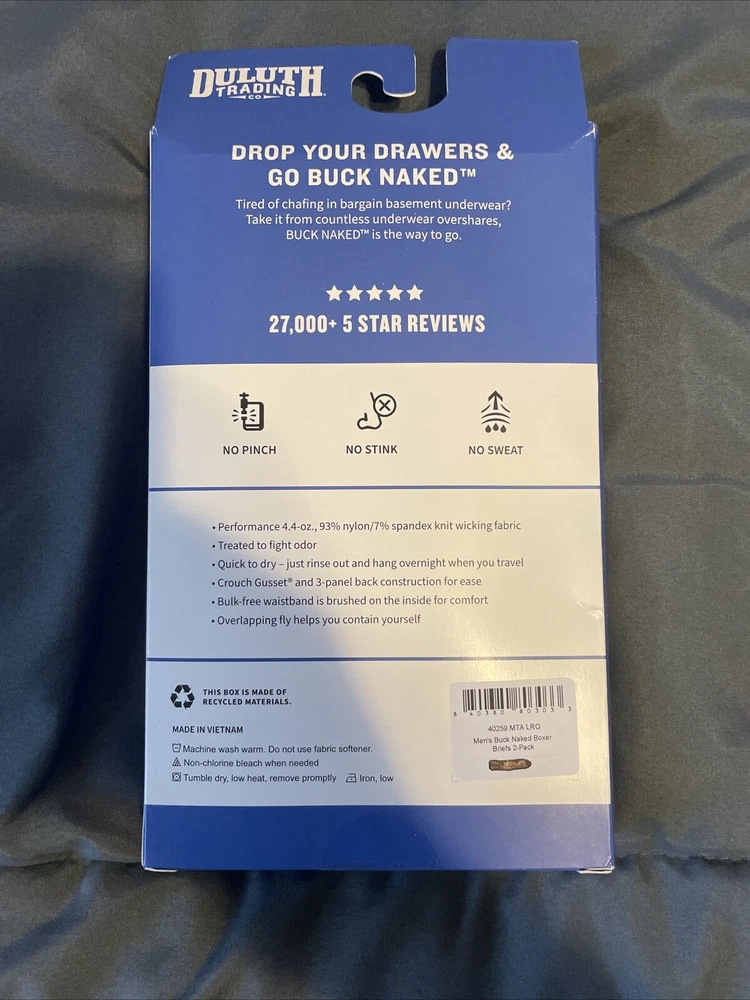 DULUTH
TRADING
CO
DROP YOUR DRAWERS &
GO BUCK NAKED™
Tired of chafing in bargain basement underwear?
Take it from countless underwear overshares,
BUCK NAKED™ is the way to go.
27,000+ 5 STAR REVIEWS
NO PINCH
NO STINK
NO SWEAT
• Performance 4.4-oz., 93% nylon/7% spandex knit wicking fabric
• Treated to fight odor
• Quick to dry – just rinse out and hang overnight when you travel
• Crouch Gusset® and 3-panel back construction for ease
• Bulk-free waistband is brushed on the inside for comfort
• Overlapping fly helps you contain yourself
THIS BOX IS MADE OF
RECYCLED MATERIALS.
MADE IN VIETNAM
Machine wash warm. Do not use fabric softener.
Non-chlorine bleach when needed
Tumble dry, low heat, remove promptly Iron, low
8 40380 80303 3
40259 MTA LRG
Men's Buck Naked Boxer
Briefs 2-Pack